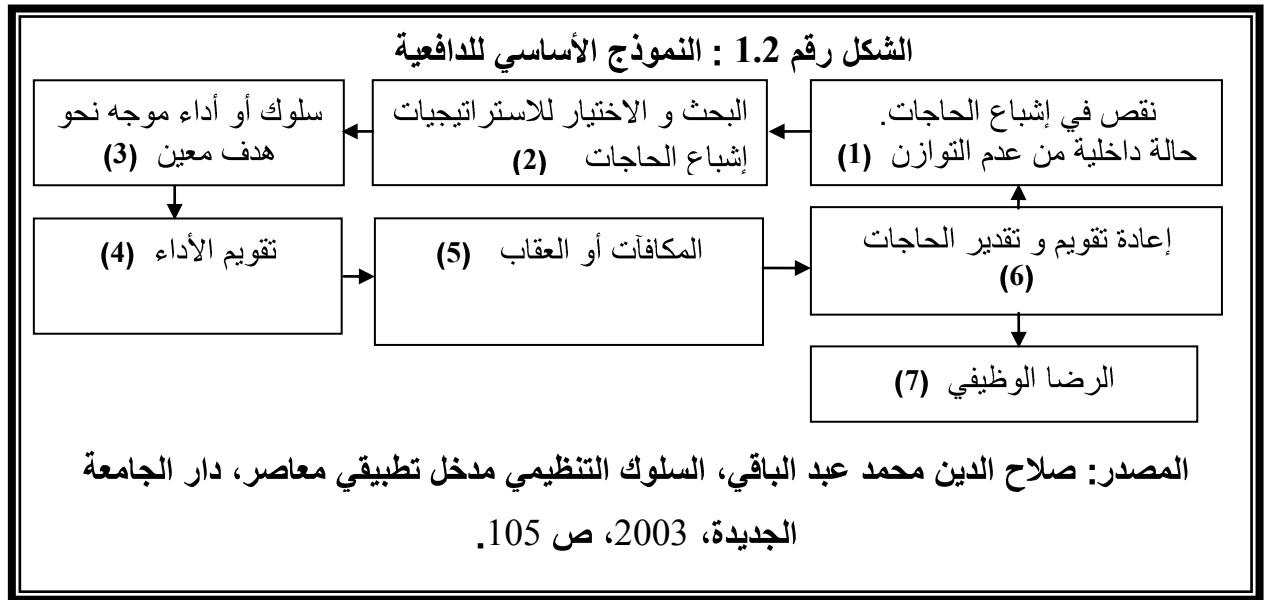 الشكل رقم 1.2 : النموذج الأساسي للدافعية
نقص في إشباع الحاجات.
حالة داخلية من عدم التوازن (1)
البحث و الاختيار للاستراتيجيات
إشباع الحاجات (2)
سلوك أو أداء موجه نحو
هدف معين (3)
تقويم الأداء (4)
المكافآت أو العقاب (5)
إعادة تقويم و تقدير الحاجات
(6)
الرضا الوظيفي (7)
المصدر: صلاح الدين محمد عبد الباقي، السلوك التنظيمي مدخل تطبيقي معاصر، دار الجامعة
الجديدة، 2003، ص 105.